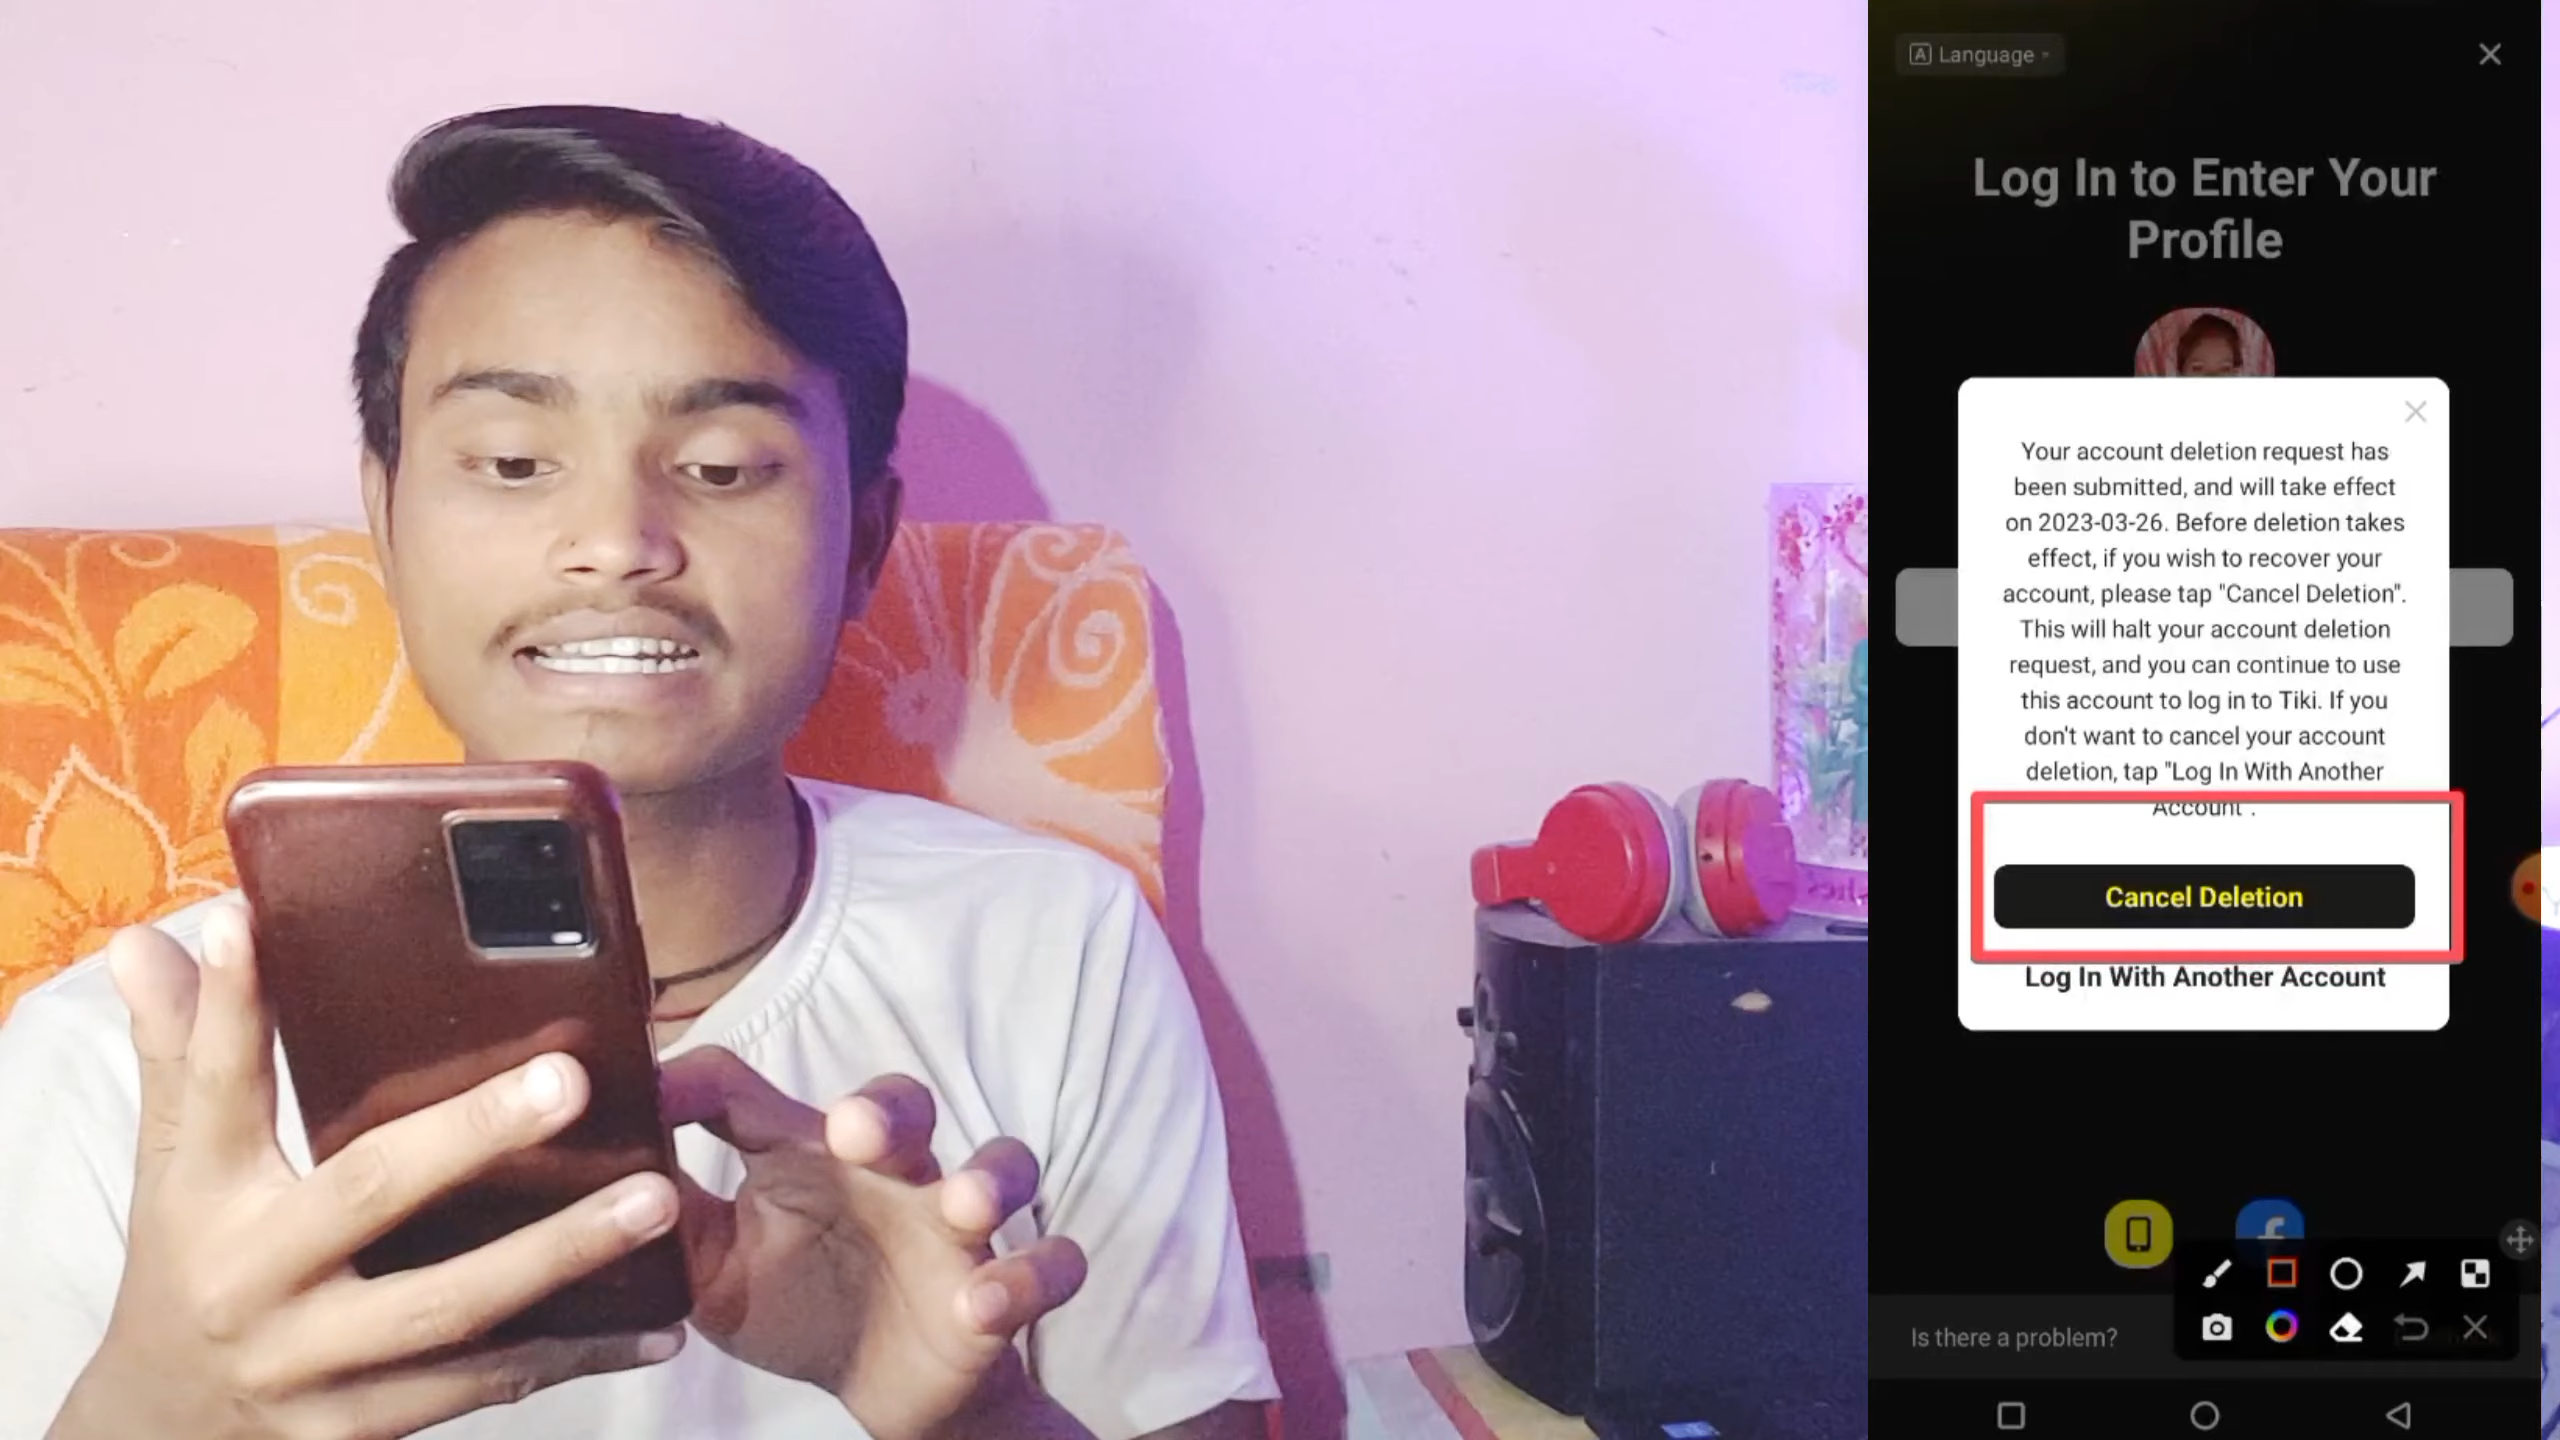 Language
Log In to Enter Your
Profile
Your account deletion request has
been submitted, and will take effect
on 2023-03-26. Before deletion takes
effect, if you wish to recover your
account, please tap "Cancel Deletion".
This will halt your account deletion
request, and you can continue to use
this account to log in to Tiki. If you
don't want to cancel your account
deletion, tap "Log In With Another
Account".
Cancel Deletion
Log In With Another Account
Is there a problem?